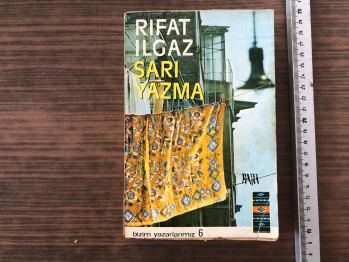 RIFAT
ILGAZ
SARI
YAZMA
bizim yazarlarımız 6